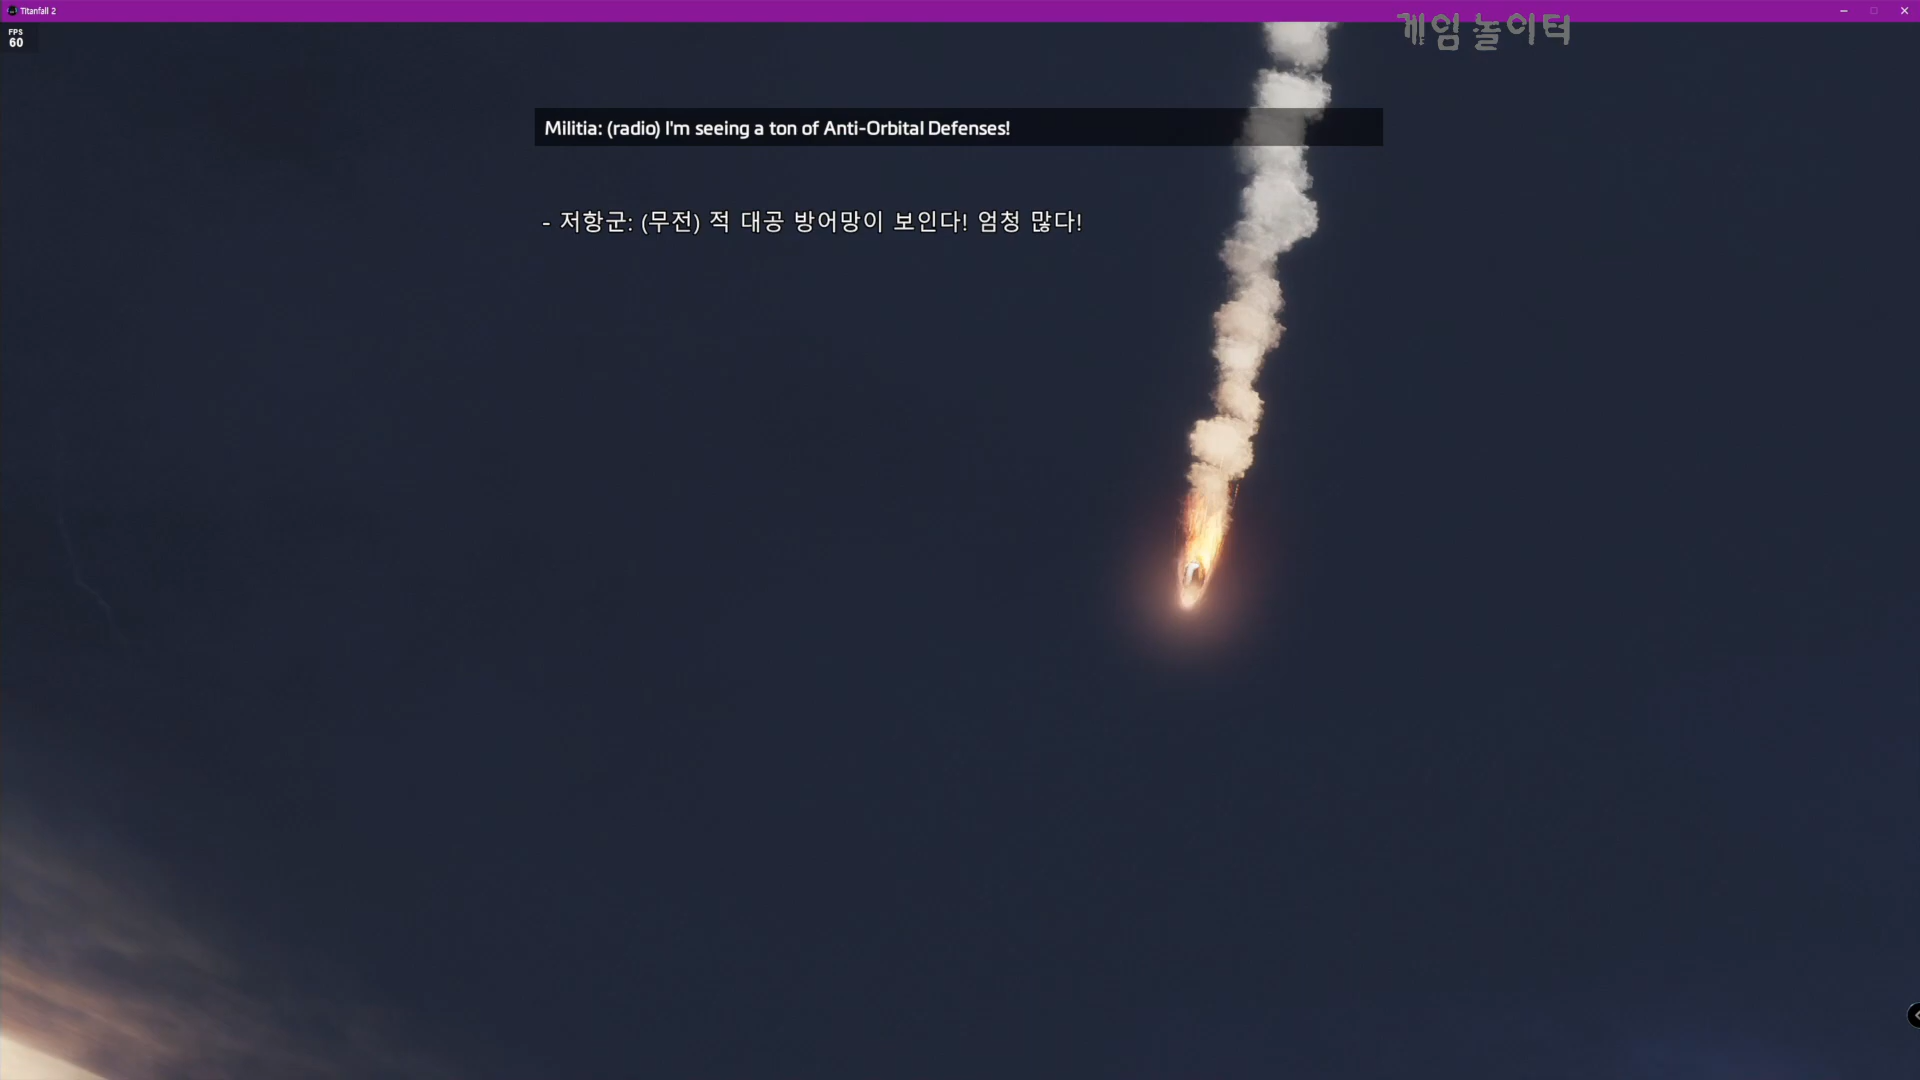 Titanfall 2
게임 놀이터
FPS
60
Militia: (radio) I'm seeing a ton of Anti-Orbital Defenses!
- 저항군: (무전) 적 대공 방어망이 보인다! 엄청 많다!